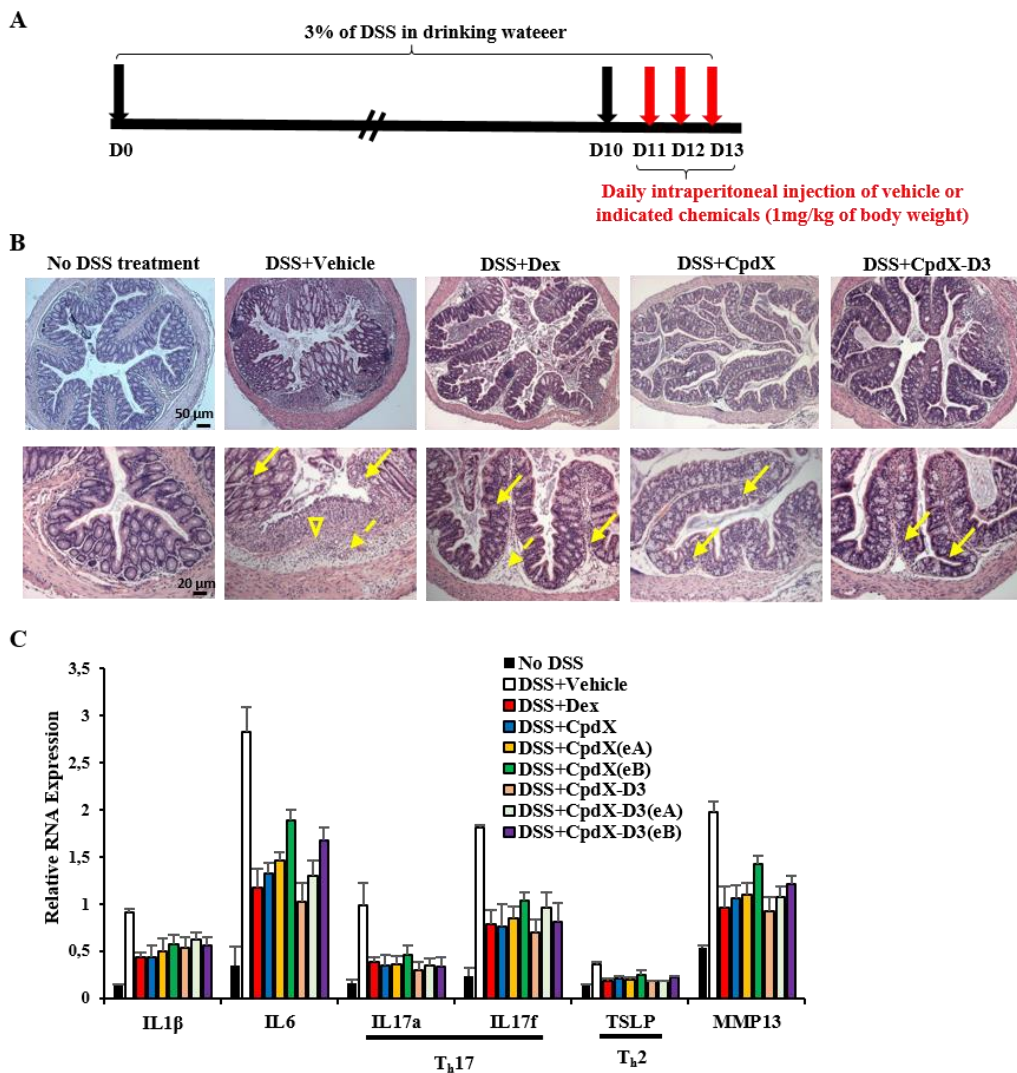 A
3% of DSS in drinking wateeer
D0
D10 D11 D12 D13
Daily intraperitoneal injection of vehicle or
indicated chemicals (1mg/kg of body weight)
B
No DSS treatment DSS+Vehicle DSS+Dex DSS+CpdX DSS+CpdX-D3
50 µm
20 µm
C
Relative RNA Expression
3,5
3
2,5
2
1,5
1
0,5
0
No DSS
DSS+Vehicle
DSS+Dex
DSS+CpdX
DSS+CpdX(eA)
DSS+CpdX(eB)
DSS+CpdX-D3
DSS+CpdX-D3(eA)
DSS+CpdX-D3(eB)
IL1β IL6 IL17a IL17f TSLP MMP13
Th17 Th2